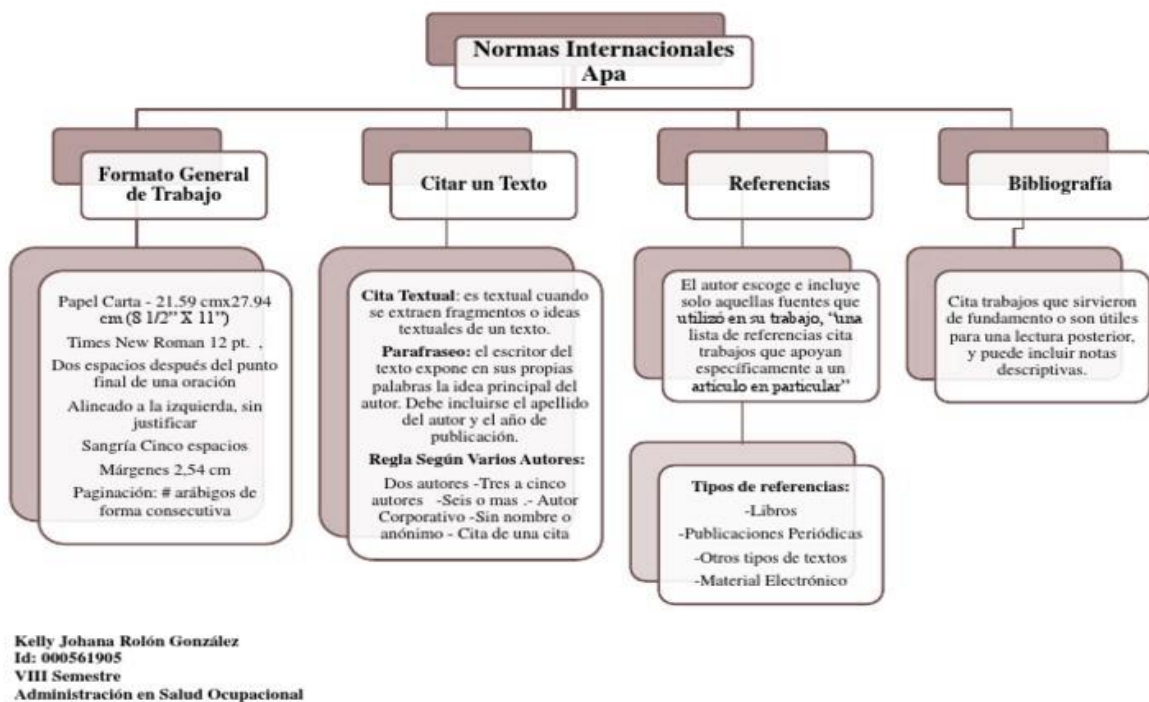 Normas Internacionales
Apa
Formato General
de Trabajo
Papel Carta - 21.59 cmx27.94
cm (8 1/2” X 11”)
Times New Roman 12 pt. .
Dos espacios después del punto
final de una oración
Alineado a la izquierda, sin
justificar
Sangría Cinco espacios
Márgenes 2,54 cm
Paginación: # arábigos de
forma consecutiva
Citar un Texto
Cita Textual: es textual cuando
se extraen fragmentos o ideas
textuales de un texto.
Parafraseo: el escritor del
texto expone en sus propias
palabras la idea principal del
autor. Debe incluirse el apellido
del autor y el año de
publicación.
Regla Según Varios Autores:
Dos autores -Tres a cinco
autores -Seis o mas .- Autor
Corporativo -Sin nombre o
anónimo - Cita de una cita
Referencias
El autor escoge e incluye
solo aquellas fuentes que
utilizó en su trabajo, “una
lista de referencias cita
trabajos que apoyan
específicamente a un
artículo en particular”
Tipos de referencias:
-Libros
-Publicaciones Periódicas
-Otros tipos de textos
-Material Electrónico
Bibliografía
Cita trabajos que sirvieron
de fundamento o son útiles
para una lectura posterior,
y puede incluir notas
descriptivas.
Kelly Johana Rolón González
Id: 000561905
VIII Semestre
Administración en Salud Ocupacional